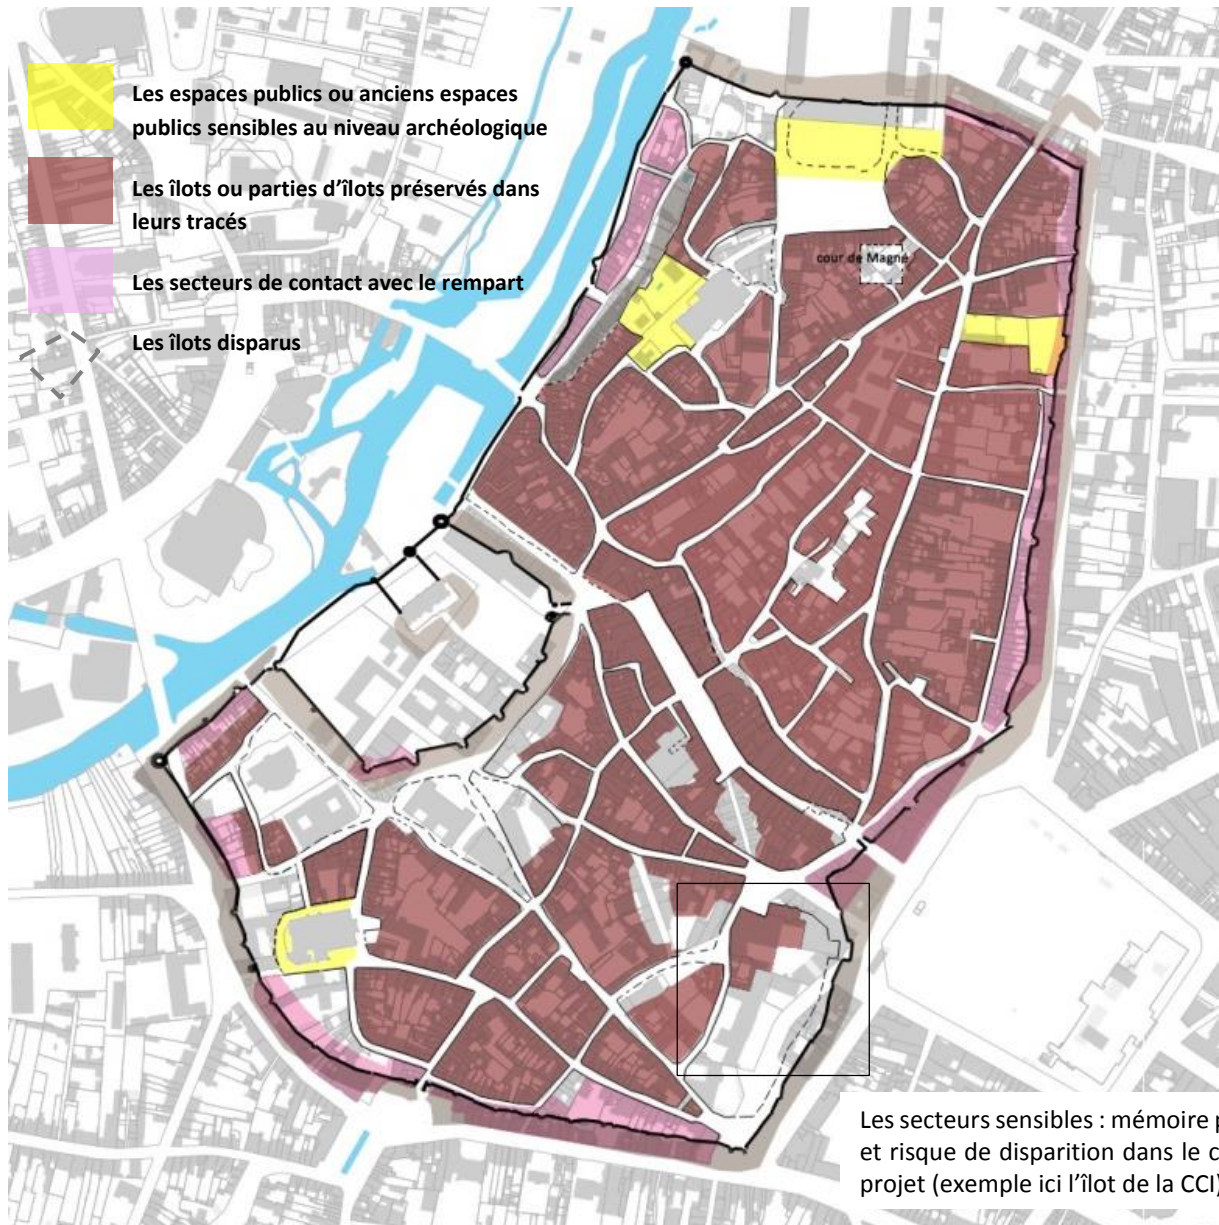 Les espaces publics ou anciens espaces
publics sensibles au niveau archéologique
Les îlots ou parties d’îlots préservés dans
leurs tracés
Les secteurs de contact avec le rempart
Les îlots disparus
cour de Magné
Les secteurs sensibles : mémoire p
et risque de disparition dans le c
projet (exemple ici l’îlot de la CCI)